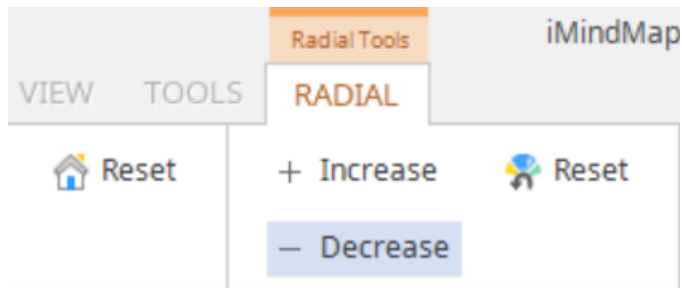 Radial Tools iMindMap
VIEW TOOLS RADIAL
Reset + Increase Reset
— Decrease